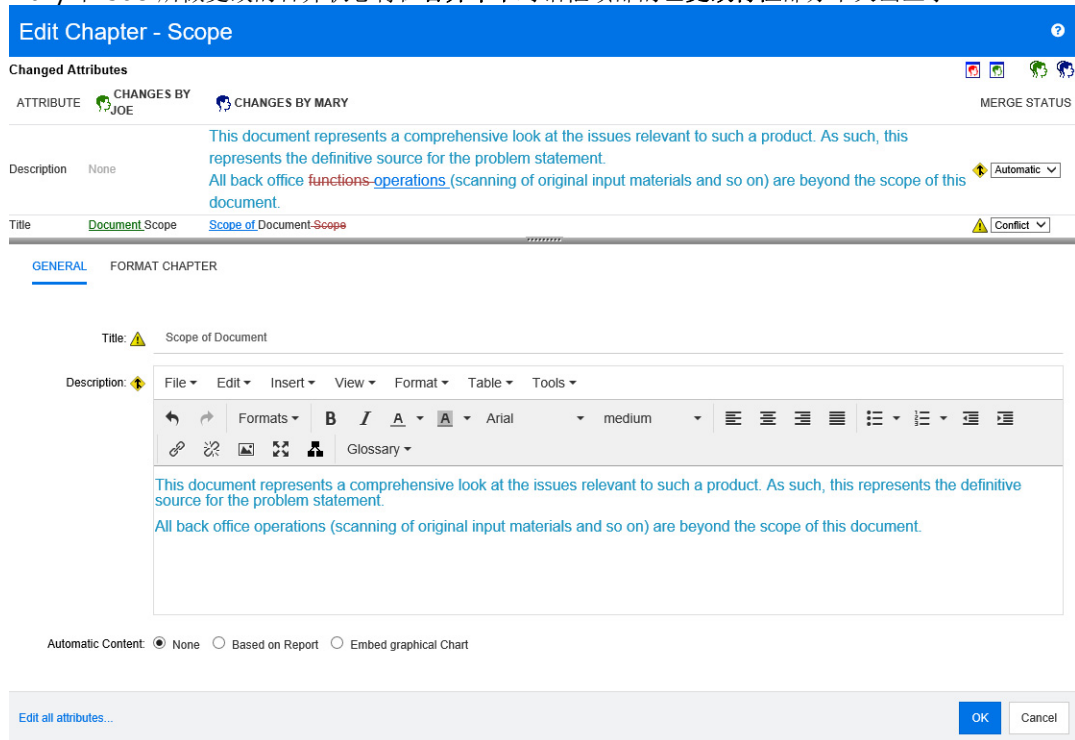 Edit Chapter - Scope
Changed Attributes
ATTRIBUTE CHANGES BY JOE CHANGES BY MARY MERGE STATUS
This document represents a comprehensive look at the issues relevant to such a product. As such, this
represents the definitive source for the problem statement.
Description None Automatic
All back office functions operations (scanning of original input materials and so on) are beyond the scope of this
document.
Title Document Scope Scope of Document Scope Conflict
GENERAL FORMAT CHAPTER
Title: Scope of Document
Description: File Edit Insert View Format Table Tools
Formats B I A A Arial medium
Glossary
This document represents a comprehensive look at the issues relevant to such a product. As such, this represents the definitive
source for the problem statement.
All back office operations (scanning of original input materials and so on) are beyond the scope of this document.
Automatic Content: None Based on Report Embed graphical Chart
Edit all attributes... OK Cancel